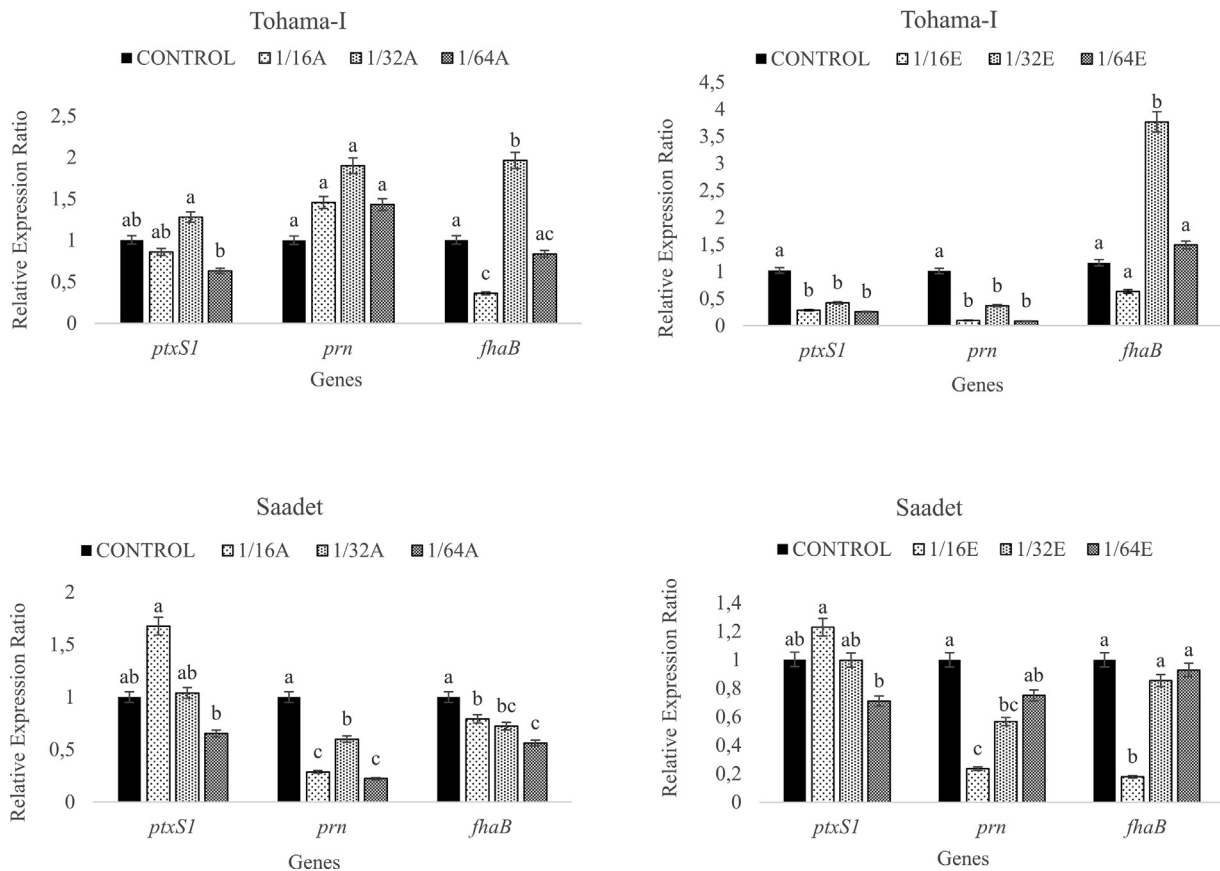 Tohama-I
CONTROL 1/16A 1/32A 1/64A
Relative Expression Ratio
2,5
2
1,5
1
0,5
0
ab ab a b
a a a a
a c b ac
ptxS1 prn fhaB
Genes
Tohama-I
CONTROL 1/16E 1/32E 1/64E
Relative Expression Ratio
4,5
4
3,5
3
2,5
2
1,5
1
0,5
0
a b b b
a b b b
a a b a
ptxS1 prn fhaB
Genes
Saadet
CONTROL 1/16A 1/32A 1/64A
Relative Expression Ratio
2
1,5
1
0,5
0
ab a ab b
a c b c
a b bc c
ptxS1 prn fhaB
Genes
Saadet
CONTROL 1/16E 1/32E 1/64E
Relative Expression Ratio
1,4
1,2
1
0,8
0,6
0,4
0,2
0
ab a ab b
a c bc ab
a b a a
ptxS1 prn fhaB
Genes